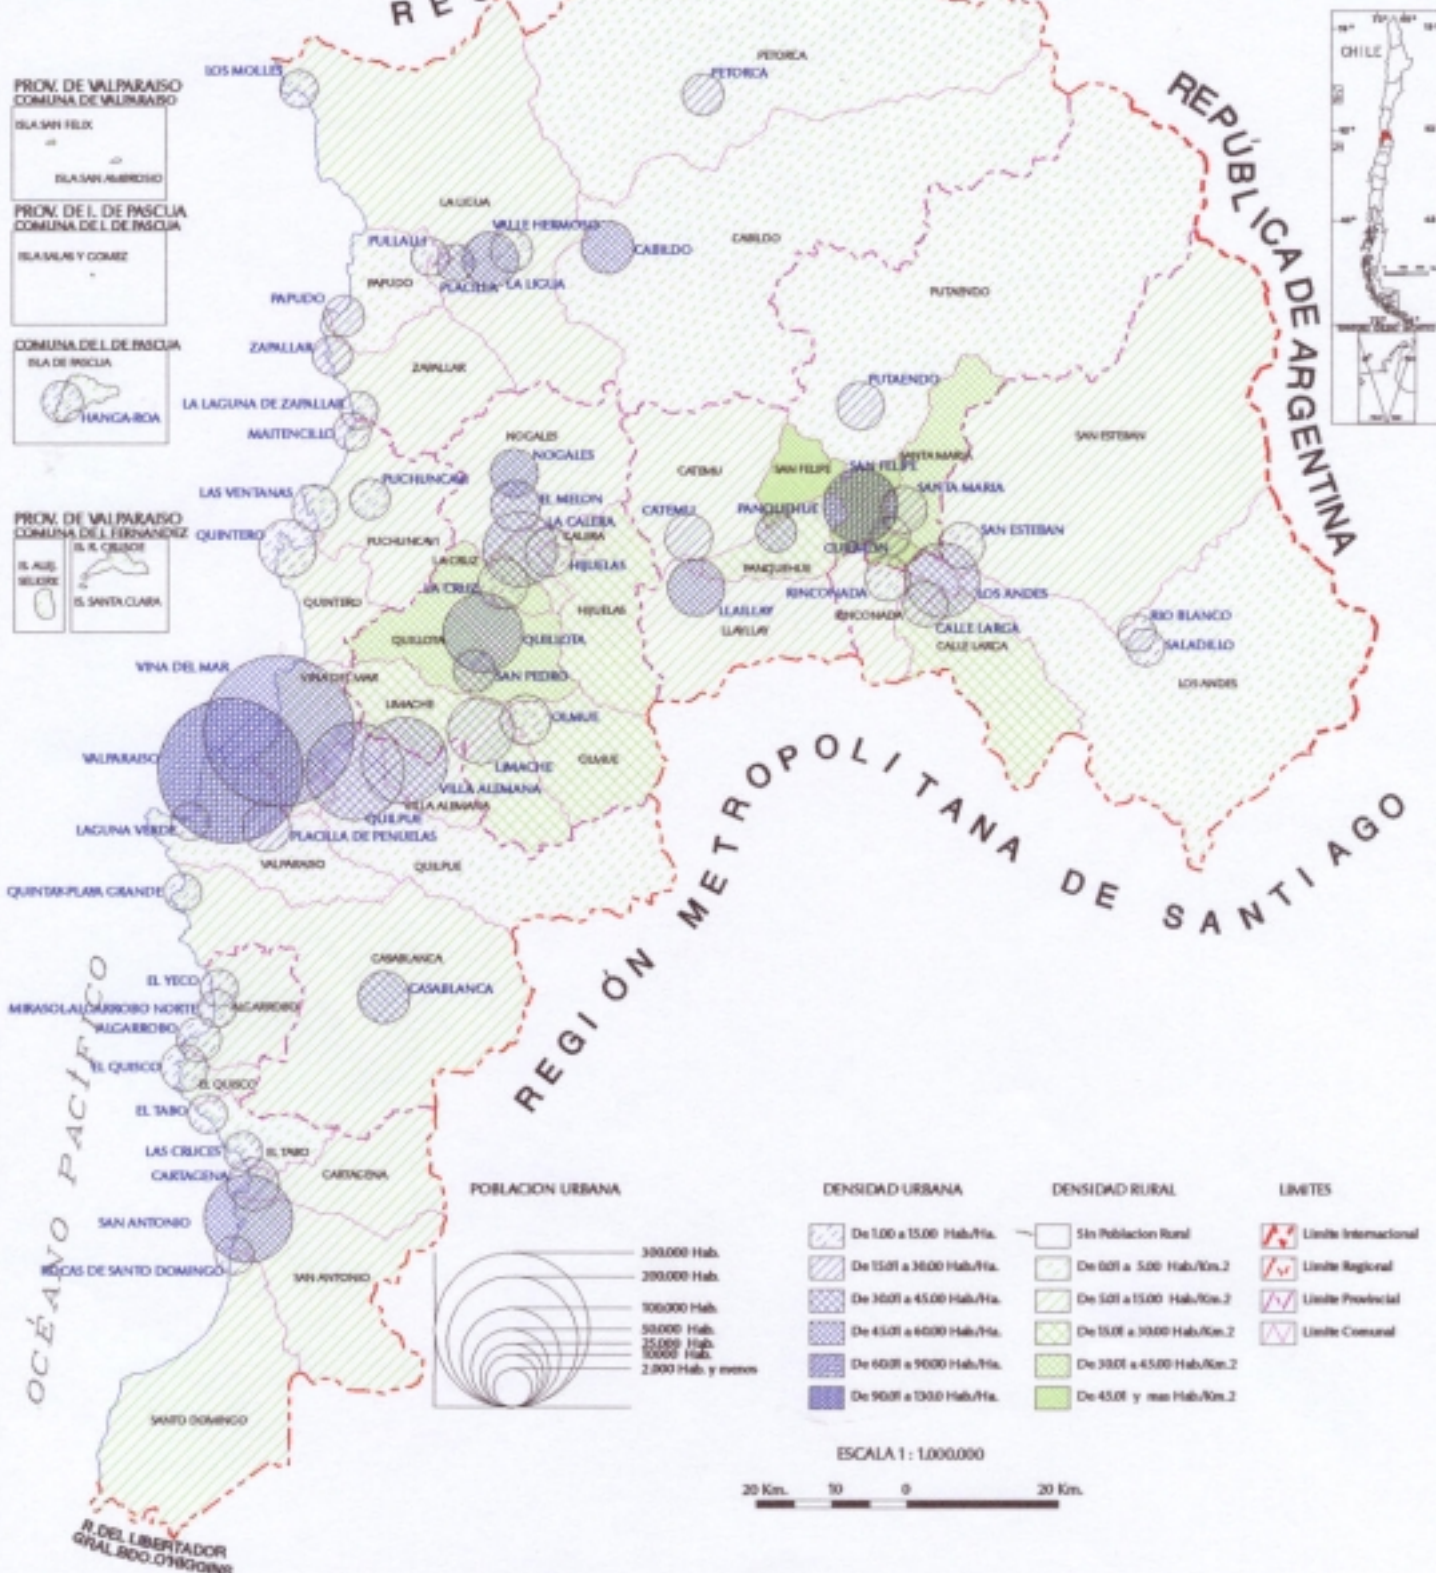 RE
PROV. DE VALPARAISO
COMUNA DE VALPARAISO
ISLA SAN FELIX
ISLA SAN AMBROSIO
PROV. DE I. DE PASCUA
COMUNA DE I. DE PASCUA
ISLA SALAS Y GOMEZ
COMUNA DE I. DE PASCUA
ISLA DE PASCUA
HANGA-ROA
PROV. DE VALPARAISO
COMUNA DE J. FERNANDEZ
IS. R. CRUSOE
IS. ALEJ.
SELKIRK
IS. SANTA CLARA
CHILE
REPÚBLICA DE ARGENTINA
LOS MOLLES
PETORCA
PETORCA
LA LIGUA
VALLE HERMOSO
PULLALLI
CABILDO
CABILDO
PAPUDO
PLACILLA
LA LIGUA
PUTAENDO
PAPUDO
ZAPALLAR
ZAPALLAR
PUTAENDO
LA LAGUNA DE ZAPALLAR
MAITENCILLO
NOGALES
NOGALES
SAN ESTEBAN
CATEMU
SAN FELIPE
SAN FELIPE
SANTA MARIA
SANTA MARIA
LAS VENTANAS
PUCHUNCAVI
EL MELON
CATEMU
PANQUEHUE
QUINTERO
PUCHUNCAVI
LA CALERA
CALERA
SAN ESTEBAN
CURIMON
LA CRUZ
HIJUELAS
PANQUEHUE
LA CRUZ
RINCONADA
LOS ANDES
QUINTERO
HIJUELAS
LLAILLAY
RINCONADA
RIO BLANCO
QUILLOTA
QUILLOTA
LLAYLLAY
CALLE LARGA
CALLE LARGA
SALADILLO
VINA DEL MAR
VINA DEL MAR
SAN PEDRO
LOS ANDES
LIMACHE
OLMUE
VALPARAISO
LIMACHE
OLMUE
VILLA ALEMANA
VILLA ALEMANA
QUILPUE
LAGUNA VERDE
PLACILLA DE PENUELAS
VALPARAISO
QUILPUE
REGIÓN METROPOLITANA DE SANTIAGO
QUINTAY-PLAYA GRANDE
CASABLANCA
EL YECO
CASABLANCA
MIRASOL-ALGARROBO NORTE
ALGARROBO
ALGARROBO
EL QUISCO
EL QUISCO
EL TABO
LAS CRUCES
EL TABO
CARTAGENA
CARTAGENA
SAN ANTONIO
ROCAS DE SANTO DOMINGO
SAN ANTONIO
OCÉANO PACÍFICO
SANTO DOMINGO
R. DEL LIBERTADOR
GRAL. BDO. O'HIGGINS
POBLACION URBANA
300.000 Hab.
200.000 Hab.
100.000 Hab.
50.000 Hab.
25.000 Hab.
10.000 Hab.
2.000 Hab. y menos
DENSIDAD URBANA
De 1.00 a 15.00 Hab./Ha.
De 15.01 a 30.00 Hab./Ha.
De 30.01 a 45.00 Hab./Ha.
De 45.01 a 60.00 Hab./Ha.
De 60.01 a 90.00 Hab./Ha.
De 90.01 a 130.0 Hab./Ha.
DENSIDAD RURAL
Sin Poblacion Rural
De 0.01 a 5.00 Hab./Km.2
De 5.01 a 15.00 Hab./Km.2
De 15.01 a 30.00 Hab./Km.2
De 30.01 a 45.00 Hab./Km.2
De 45.01 y mas Hab./Km.2
LIMITES
Limite Internacional
Limite Regional
Limite Provincial
Limite Comunal
ESCALA 1 : 1.000.000
20 Km. 10 0 20 Km.